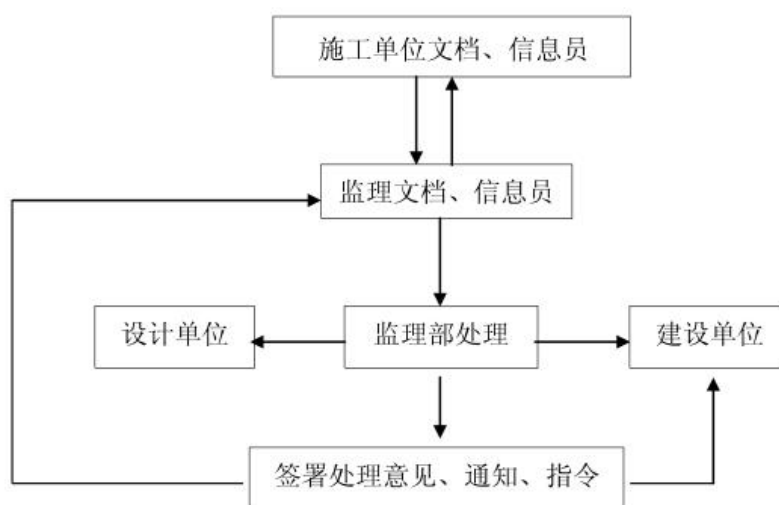 施工单位文档、信息员
监理文档、信息员
设计单位
监理部处理
建设单位
签署处理意见、通知、指令